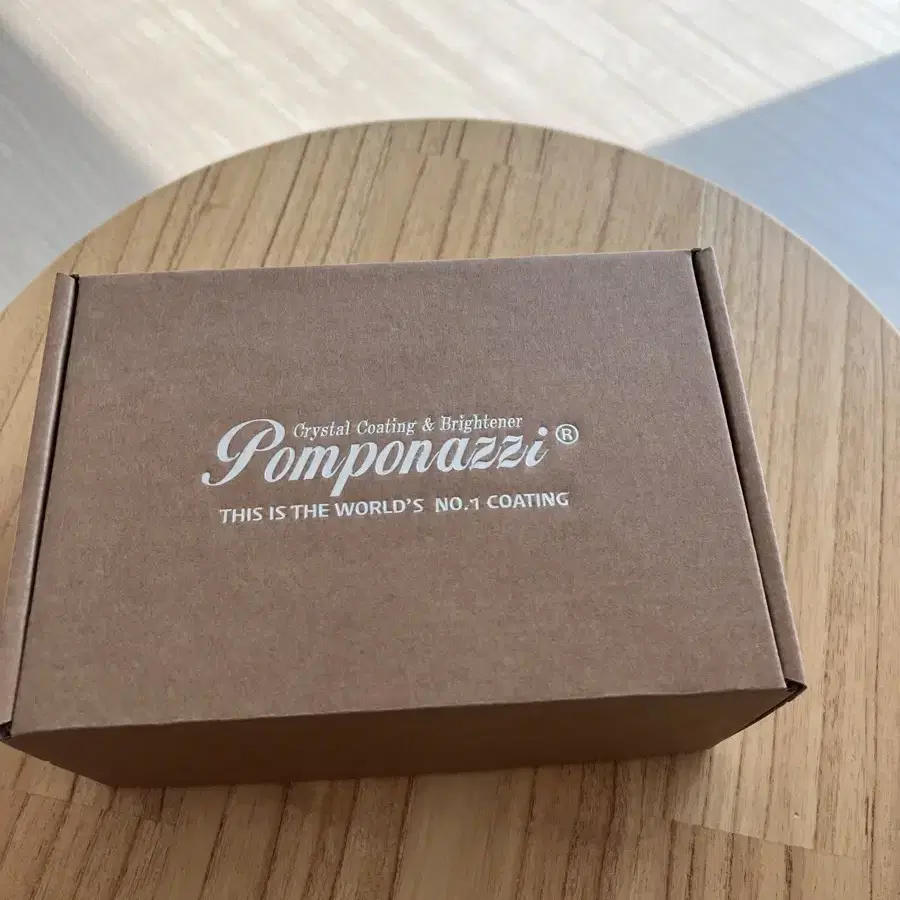 Crystal Coating & Brightener
Pomponazzi®
THIS IS THE WORLD'S NO.1 COATING